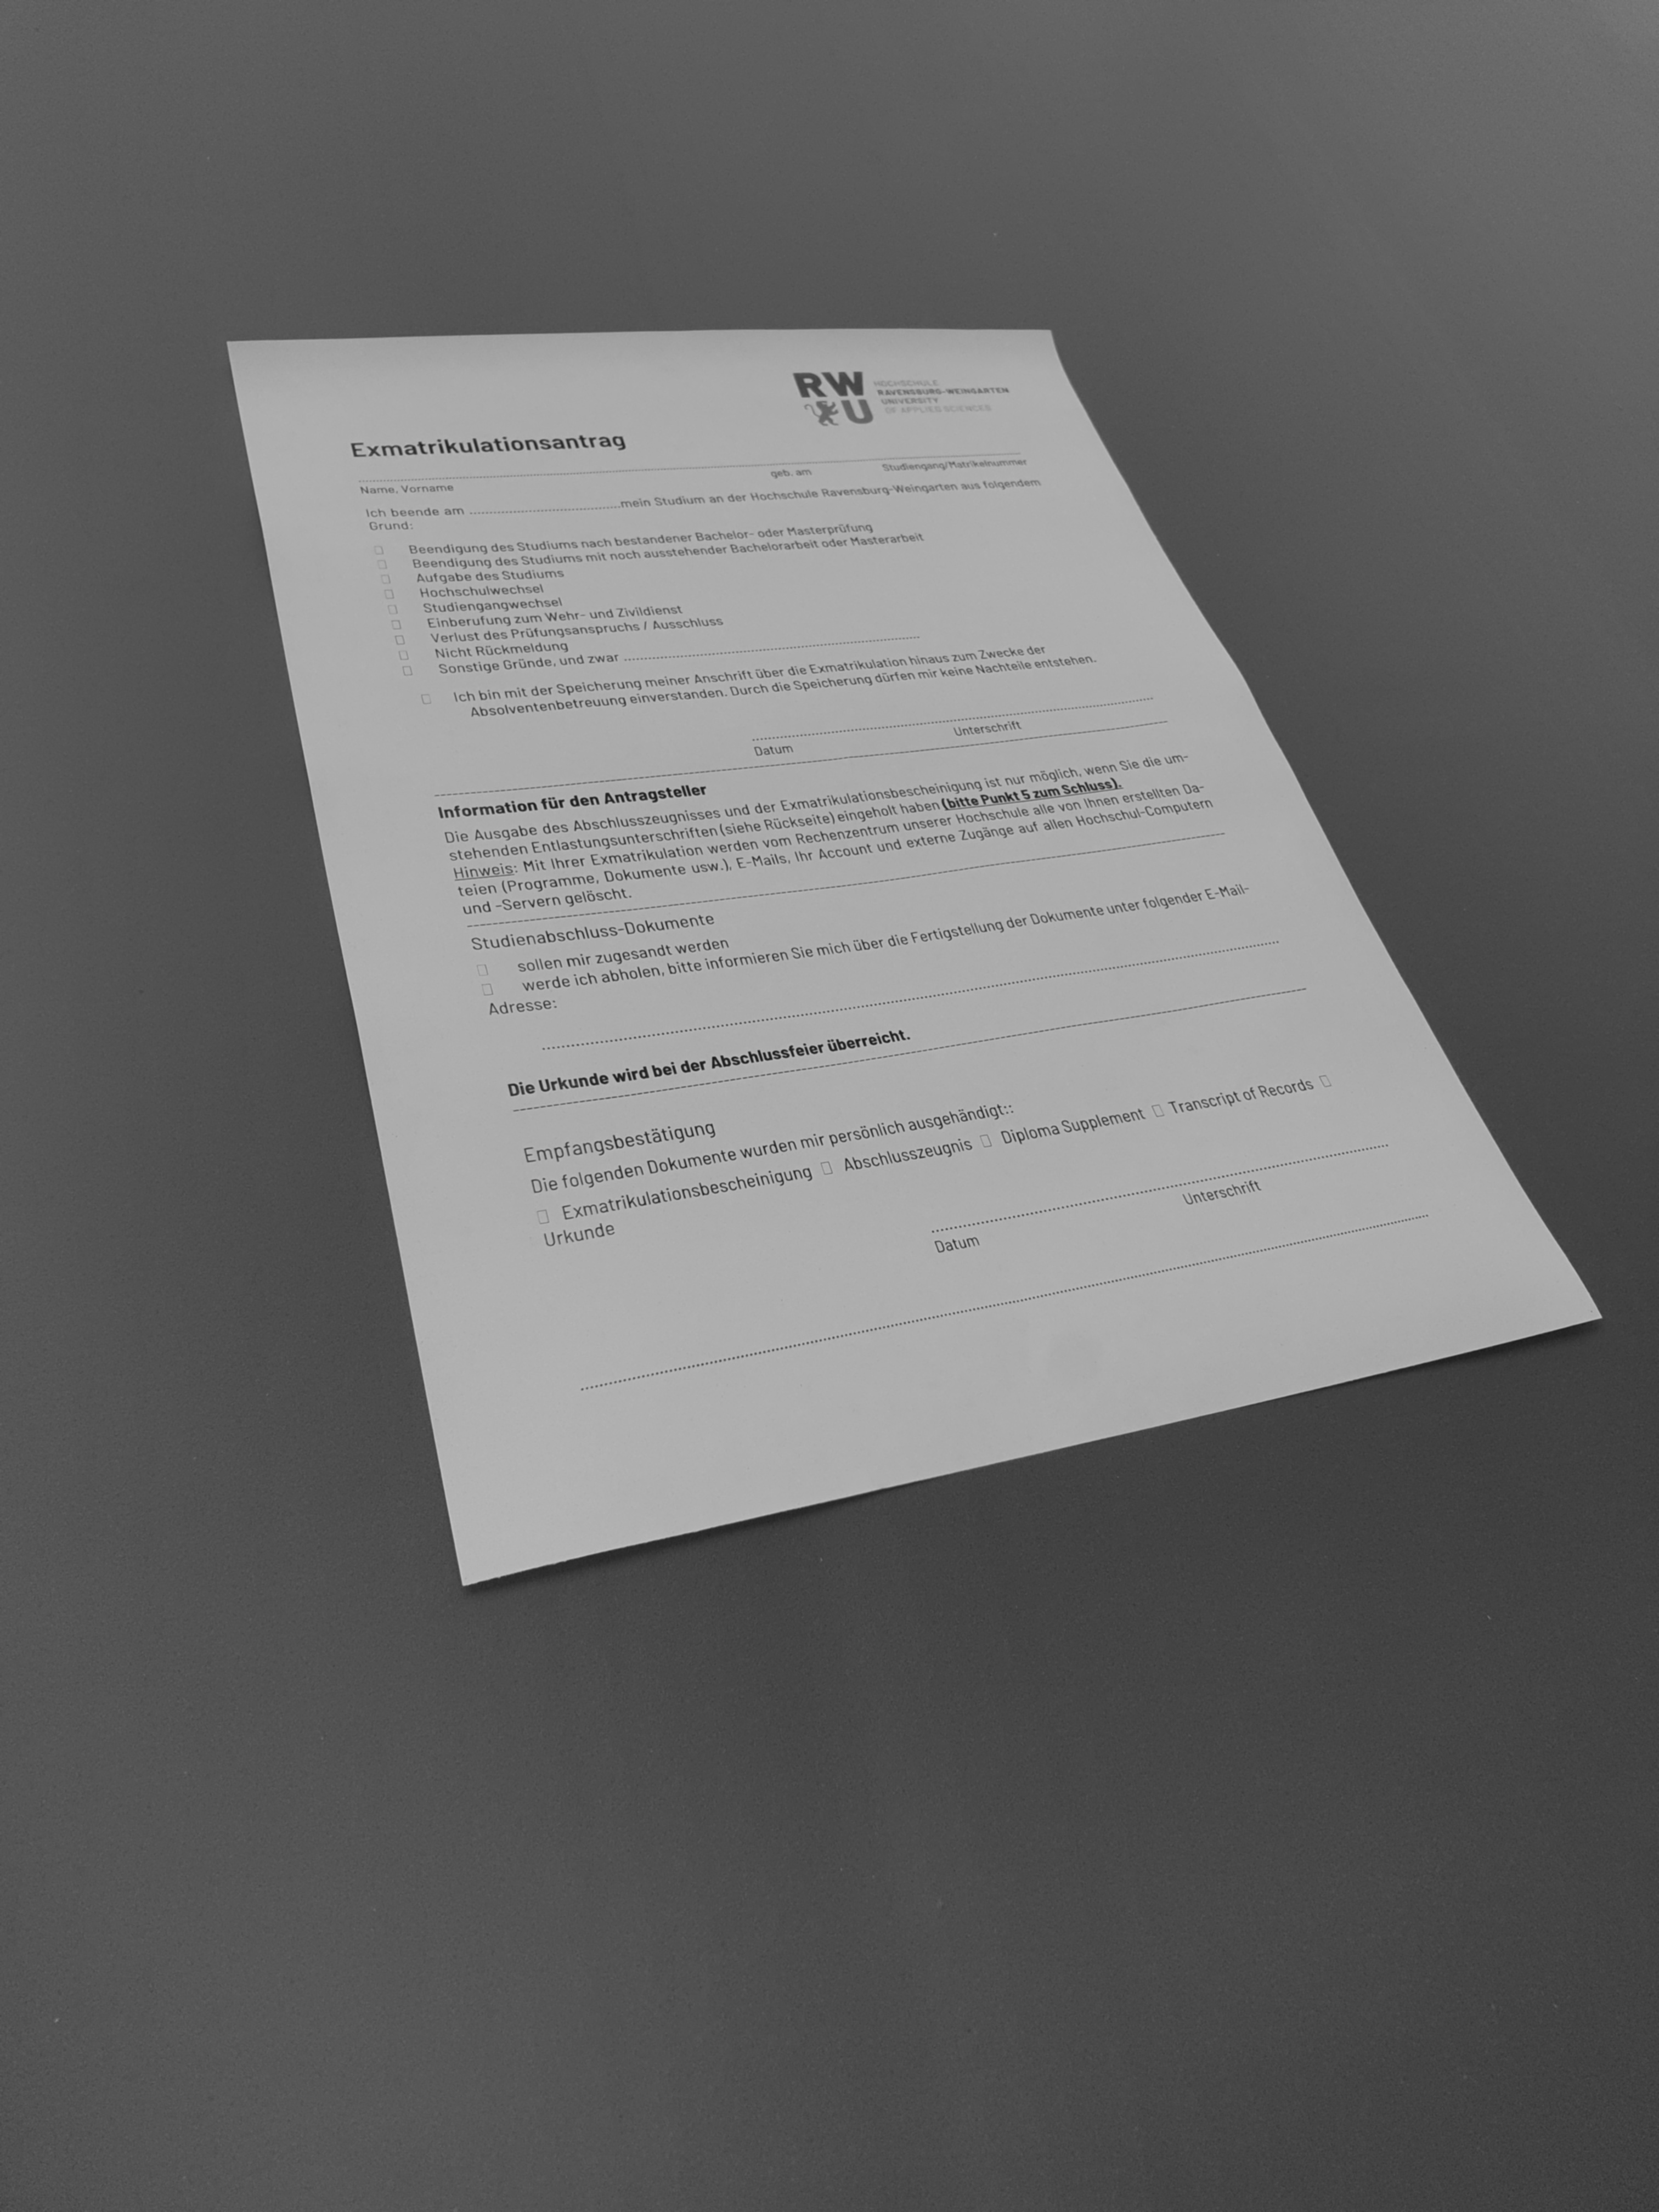 RW
U
HOCHSCHULE
RAVENSBURG-WEINGARTEN
UNIVERSITY
OF APPLIED SCIENCES
Exmatrikulationsantrag
Name, Vorname geb. am Studiengang/Matrikelnummer
Ich beende am ........................................mein Studium an der Hochschule Ravensburg-Weingarten aus folgendem
Grund:
☐ Beendigung des Studiums nach bestandener Bachelor- oder Masterprüfung
☐ Beendigung des Studiums mit noch ausstehender Bachelorarbeit oder Masterarbeit
☐ Aufgabe des Studiums
☐ Hochschulwechsel
☐ Studiengangwechsel
☐ Einberufung zum Wehr- und Zivildienst
☐ Verlust des Prüfungsanspruchs / Ausschluss
☐ Nicht Rückmeldung
☐ Sonstige Gründe, und zwar ........................................
☐ Ich bin mit der Speicherung meiner Anschrift über die Exmatrikulation hinaus zum Zwecke der
Absolventenbetreuung einverstanden. Durch die Speicherung dürfen mir keine Nachteile entstehen.
Datum Unterschrift
Information für den Antragsteller
Die Ausgabe des Abschlusszeugnisses und der Exmatrikulationsbescheinigung ist nur möglich, wenn Sie die um-
stehenden Entlastungsunterschriften (siehe Rückseite) eingeholt haben (bitte Punkt 5 zum Schluss).
Hinweis: Mit Ihrer Exmatrikulation werden vom Rechenzentrum unserer Hochschule alle von Ihnen erstellten Da-
teien (Programme, Dokumente usw.), E-Mails, Ihr Account und externe Zugänge auf allen Hochschul-Computern
und -Servern gelöscht.
Studienabschluss-Dokumente
☐ sollen mir zugesandt werden
☐ werde ich abholen, bitte informieren Sie mich über die Fertigstellung der Dokumente unter folgender E-Mail-
Adresse:
Die Urkunde wird bei der Abschlussfeier überreicht.
Empfangsbestätigung
Die folgenden Dokumente wurden mir persönlich ausgehändigt::
☐ Exmatrikulationsbescheinigung ☐ Abschlusszeugnis ☐ Diploma Supplement ☐ Transcript of Records ☐
Urkunde
Datum Unterschrift